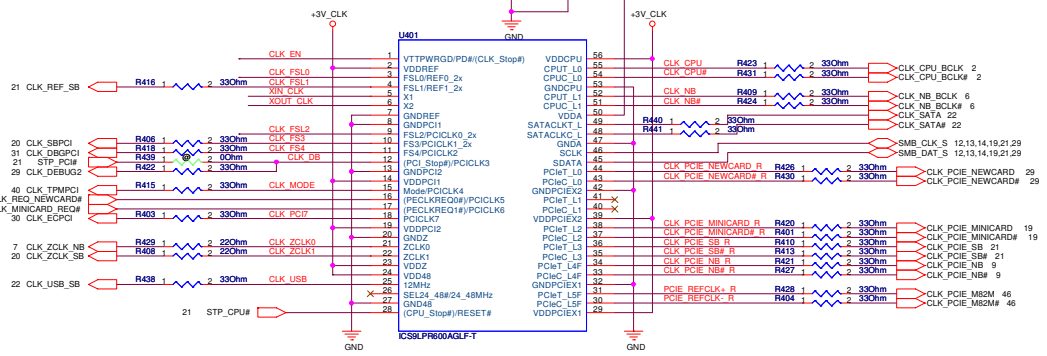 +3V_CLK
GND
+3V_CLK
U401
CLK_EN 1 VTTPWRGD/PD#/(CLK_Stop#)
2 VDDREF
CLK_FSL0 3 FSL0/REF0_2x
21 CLK_REF_SB R416 1 2 33Ohm CLK_FSL1 4 FSL1/REF1_2x
XIN_CLK 5 X1
XOUT_CLK 6 X2
7 GNDREF
8 GNDPCI1
CLK_FSL2 9 FSL2/PCICLK0_2x
20 CLK_SBPCI R406 1 2 33Ohm CLK_FS3 10 FS3/PCICLK1_2x
31 CLK_DBGPCI R418 1 2 33Ohm CLK_FS4 11 FS4/PCICLK2
21 STP_PCI# R439 1 @ 2 0Ohm CLK_DB 12 (PCI_Stop#)/PCICLK3
29 CLK_DEBUG2 R422 1 2 33Ohm 13 GNDPCI2
14 VDDPCI1
40 CLK_TPMPCI R415 1 2 33Ohm CLK_MODE 15 Mode/PCICLK4
LK_REQ_NEWCARD# 16 (PECLKREQ0#)/PCICLK5
K_MINICARD_REQ# 17 (PECLKREQ1#)/PCICLK6
30 CLK_ECPCI R403 1 2 33Ohm CLK_PCI7 18 PCICLK7
19 VDDPCI2
20 GNDZ
7 CLK_ZCLK_NB R429 1 2 22Ohm CLK_ZCLK0 21 ZCLK0
20 CLK_ZCLK_SB R408 1 2 22Ohm CLK_ZCLK1 22 ZCLK1
23 VDDZ
24 VDD48
22 CLK_USB_SB R438 1 2 33Ohm CLK_USB 25 12MHz
26 SEL24_48#/24_48MHz
27 GND48
21 STP_CPU# 28 (CPU_Stop#)/RESET#
GND
ICS9LPR600AGLF-T
VDDCPU 56
CPUT_L0 55 CLK_CPU R423 1 2 33Ohm CLK_CPU_BCLK 2
CPUC_L0 54 CLK_CPU# R431 1 2 33Ohm CLK_CPU_BCLK# 2
GNDCPU 53
CPUT_L1 52 CLK_NB R409 1 2 33Ohm CLK_NB_BCLK 6
CPUC_L1 51 CLK_NB# R424 1 2 33Ohm CLK_NB_BCLK# 6
VDDA 50 CLK_SATA 22
SATACLKT_L 49 R440 1 2 33Ohm CLK_SATA# 22
SATACLKC_L 48 R441 1 2 33Ohm
GNDA 47 SMB_CLK_S 12,13,14,19,21,29
SCLK 46 SMB_DAT_S 12,13,14,19,21,29
SDATA 45
PCIeT_L0 44 CLK_PCIE_NEWCARD_R R426 1 2 33Ohm CLK_PCIE_NEWCARD 29
PCIeC_L0 43 CLK_PCIE_NEWCARD#_R R430 1 2 33Ohm CLK_PCIE_NEWCARD# 29
GNDPCIEX2 42
PCIeT_L1 41
PCIeC_L1 40
VDDPCIEX2 39
PCIeT_L2 38 CLK_PCIE_MINICARD_R R420 1 2 33Ohm CLK_PCIE_MINICARD 19
PCIeC_L2 37 CLK_PCIE_MINICARD#_R R401 1 2 33Ohm CLK_PCIE_MINICARD# 19
PCIeT_L3 36 CLK_PCIE_SB_R R410 1 2 33Ohm CLK_PCIE_SB 21
PCIeC_L3 35 CLK_PCIE_SB#_R R413 1 2 33Ohm CLK_PCIE_SB# 21
PCIeT_L4F 34 CLK_PCIE_NB_R R421 1 2 33Ohm CLK_PCIE_NB 9
PCIeC_L4F 33 CLK_PCIE_NB#_R R427 1 2 33Ohm CLK_PCIE_NB# 9
GNDPCIEX1 32
PCIeT_L5F 31 PCIE_REFCLK+_R R428 1 2 33Ohm CLK_PCIE_M82M 46
PCIeC_L5F 30 PCIE_REFCLK-_R R404 1 2 33Ohm CLK_PCIE_M82M# 46
VDDPCIEX1 29
GND